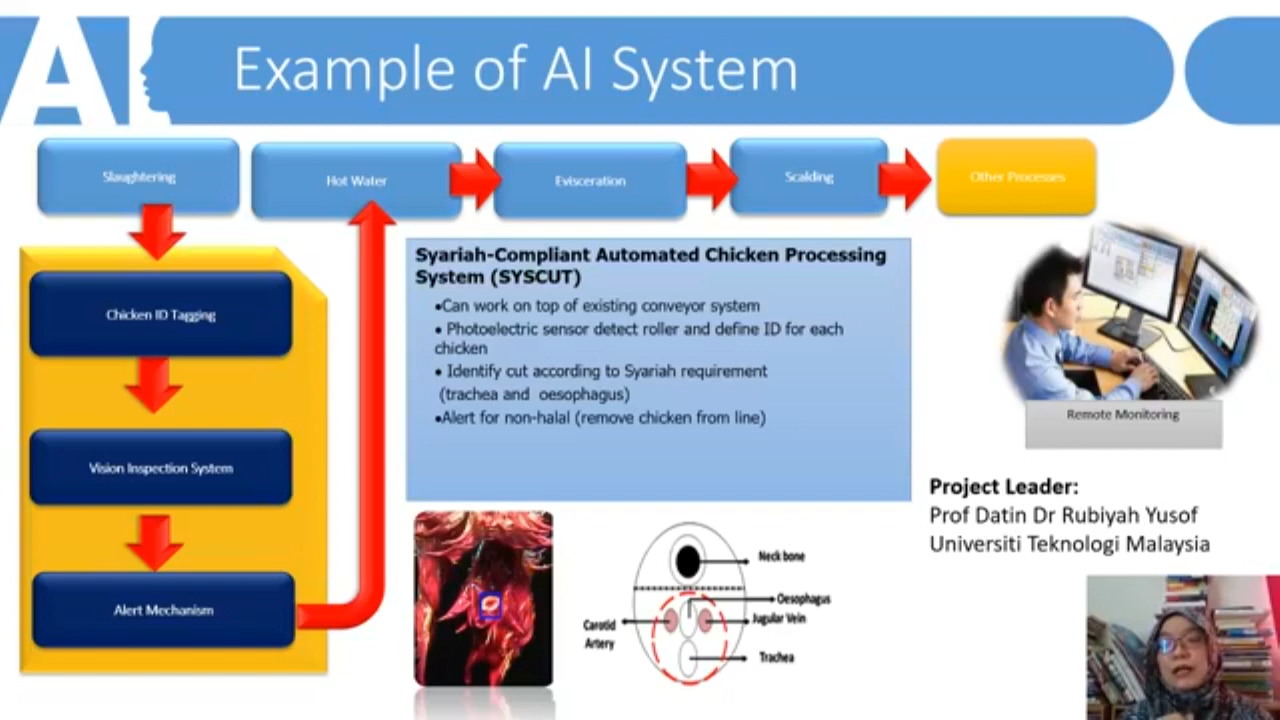 AI
Example of AI System
Slaughtering
Hot Water
Evisceration
Scalding
Other Processes
Chicken ID Tagging
Vision Inspection System
Alert Mechanism
Syariah-Compliant Automated Chicken Processing
System (SYSCUT)
•Can work on top of existing conveyor system
• Photoelectric sensor detect roller and define ID for each
chicken
• Identify cut according to Syariah requirement
(trachea and oesophagus)
•Alert for non-halal (remove chicken from line)
Remote Monitoring
Project Leader:
Prof Datin Dr Rubiyah Yusof
Universiti Teknologi Malaysia
Neck bone
Oesophagus
Jugular Vein
Carotid
Artery
Trachea